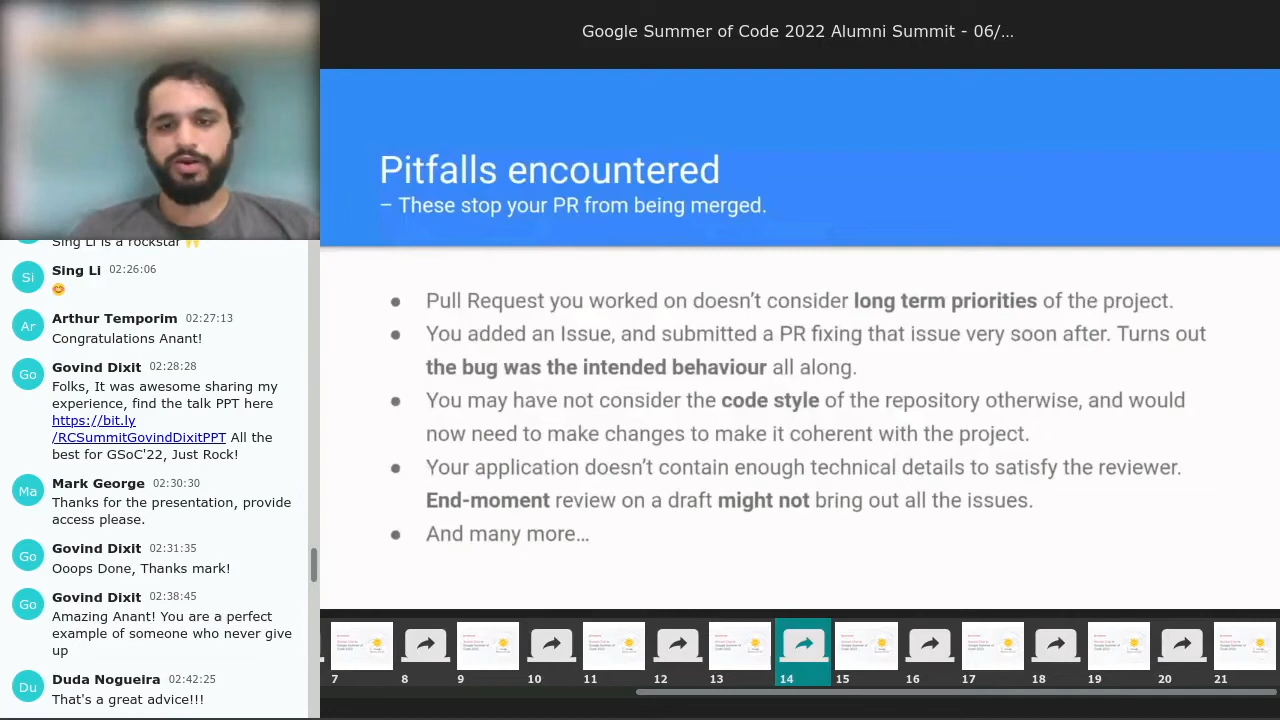 Google Summer of Code 2022 Alumni Summit - 06/...
Pitfalls encountered
– These stop your PR from being merged.
● Pull Request you worked on doesn’t consider long term priorities of the project.
● You added an Issue, and submitted a PR fixing that issue very soon after. Turns out
the bug was the intended behaviour all along.
● You may have not consider the code style of the repository otherwise, and would
now need to make changes to make it coherent with the project.
● Your application doesn’t contain enough technical details to satisfy the reviewer.
End-moment review on a draft might not bring out all the issues.
● And many more…
Sing Li is a rockstar 🙌
Si
Sing Li 02:26:06
😊
Ar
Arthur Temporim 02:27:13
Congratulations Anant!
Go
Govind Dixit 02:28:28
Folks, It was awesome sharing my
experience, find the talk PPT here
https://bit.ly
/RCSummitGovindDixitPPT All the
best for GSoC'22, Just Rock!
Ma
Mark George 02:30:30
Thanks for the presentation, provide
access please.
Go
Govind Dixit 02:31:35
Ooops Done, Thanks mark!
Go
Govind Dixit 02:38:45
Amazing Anant! You are a perfect
example of someone who never give
up
Du
Duda Nogueira 02:42:25
That's a great advice!!!
7 8 9 10 11 12 13 14 15 16 17 18 19 20 21